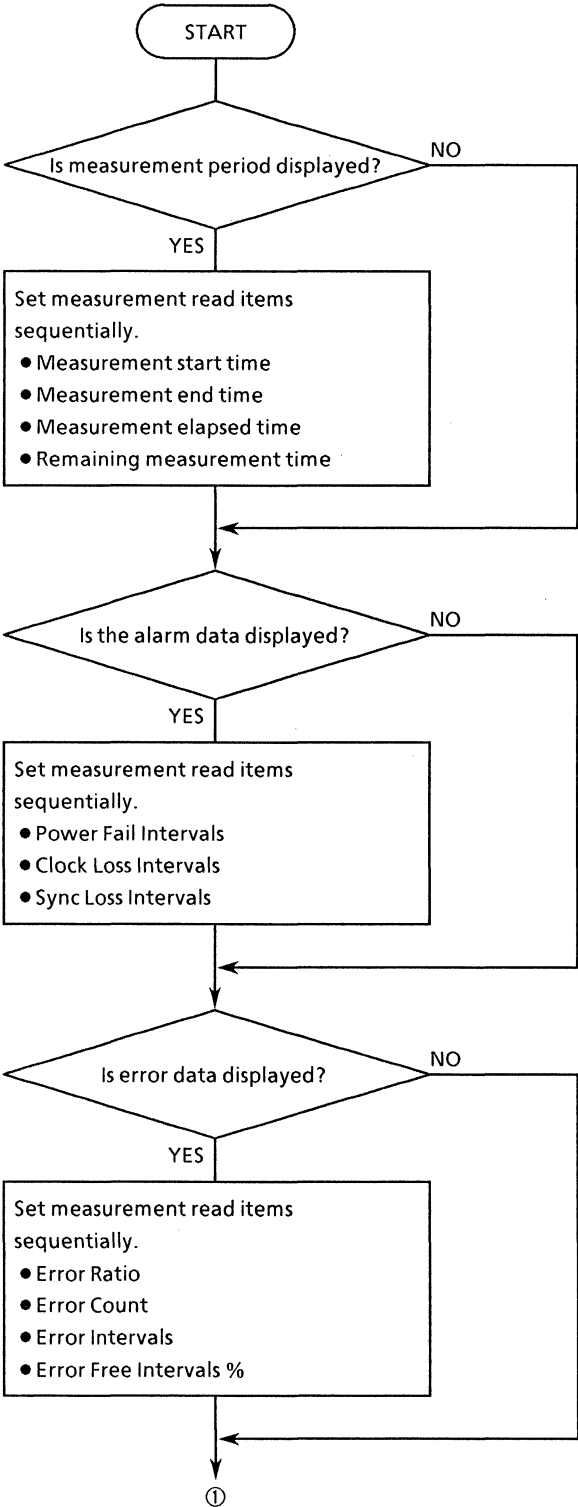 START
Is measurement period displayed?
NO
YES
Set measurement read items
sequentially.
● Measurement start time
● Measurement end time
● Measurement elapsed time
● Remaining measurement time
Is the alarm data displayed?
NO
YES
Set measurement read items
sequentially.
● Power Fail Intervals
● Clock Loss Intervals
● Sync Loss Intervals
Is error data displayed?
NO
YES
Set measurement read items
sequentially.
● Error Ratio
● Error Count
● Error Intervals
● Error Free Intervals %
①